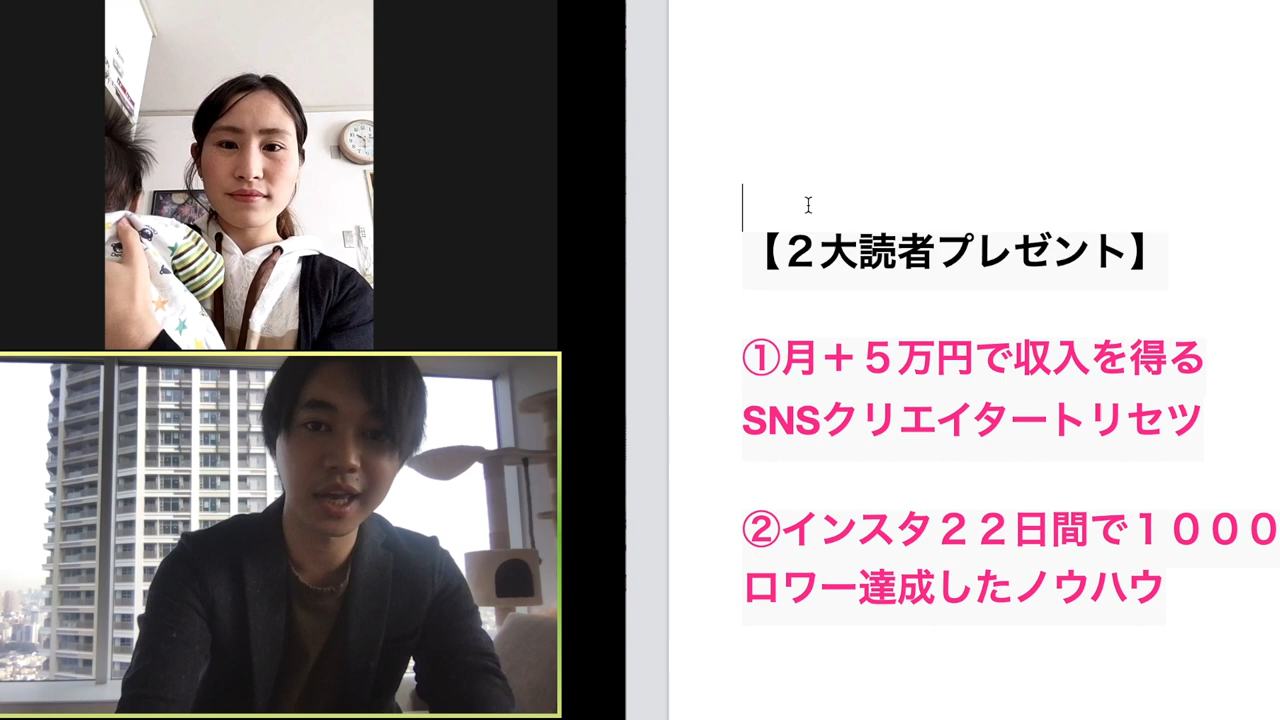 【２大読者プレゼント】
①月＋５万円で収入を得る
SNSクリエイタートリセツ
②インスタ２２日間で１０００
ロワー達成したノウハウ